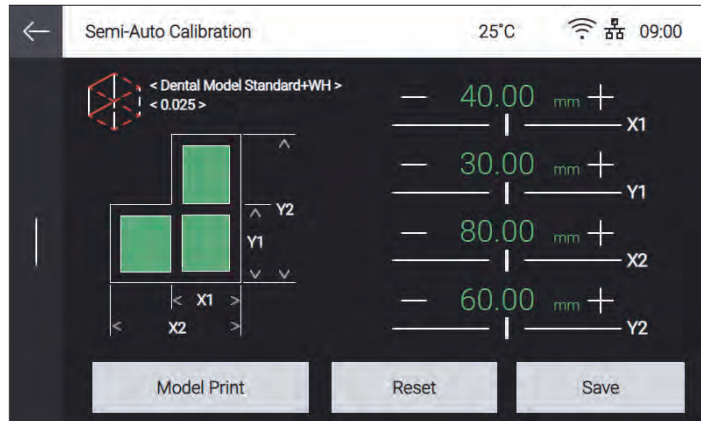 Semi-Auto Calibration
25°C
09:00
< Dental Model Standard+WH >
< 0.025 >
Y2
Y1
< X1 >
< X2 >
— 40.00 mm +
X1
— 30.00 mm +
Y1
— 80.00 mm +
X2
— 60.00 mm +
Y2
Model Print
Reset
Save